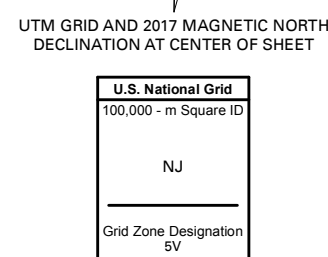 UTM GRID AND 2017 MAGNETIC NORTH
DECLINATION AT CENTER OF SHEET
U.S. National Grid
100,000 - m Square ID
NJ
Grid Zone Designation
5V